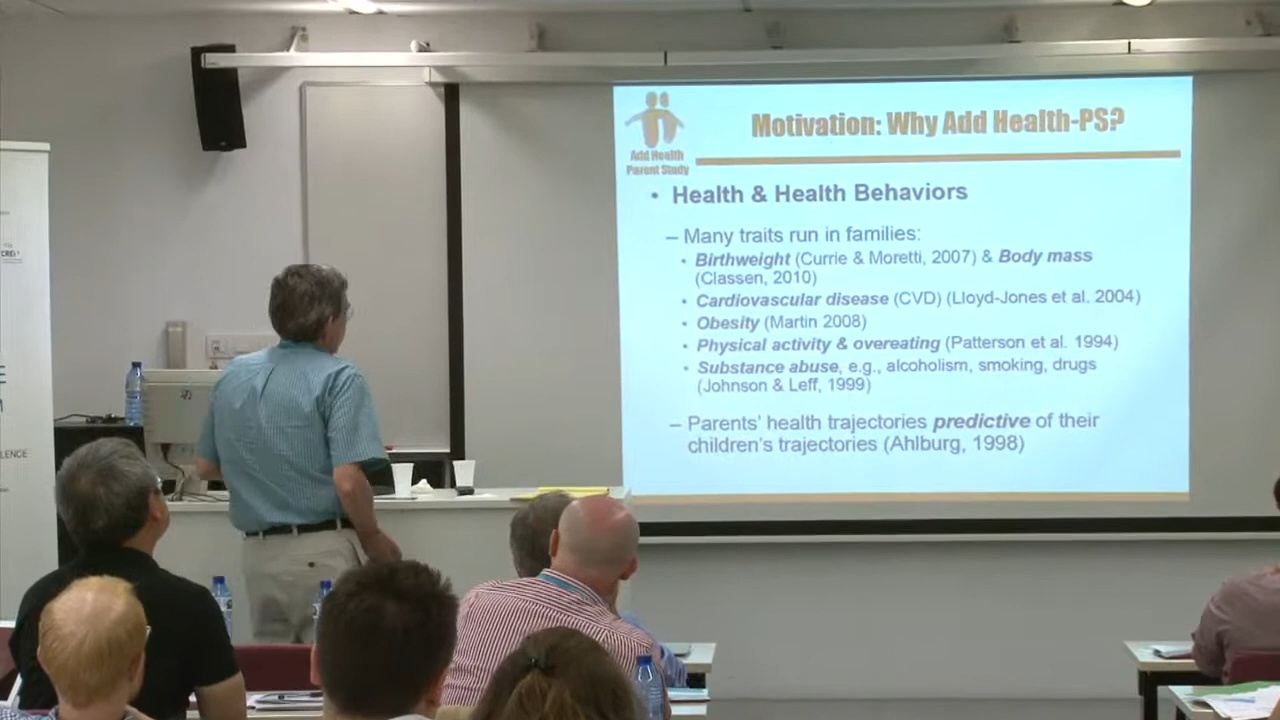 Add Health
Parent Study
Motivation: Why Add Health-PS?
• Health & Health Behaviors
– Many traits run in families:
• Birthweight (Currie & Moretti, 2007) & Body mass
(Classen, 2010)
• Cardiovascular disease (CVD) (Lloyd-Jones et al. 2004)
• Obesity (Martin 2008)
• Physical activity & overeating (Patterson et al. 1994)
• Substance abuse, e.g., alcoholism, smoking, drugs
(Johnson & Leff, 1999)
– Parents' health trajectories predictive of their
children's trajectories (Ahlburg, 1998)
LENCE